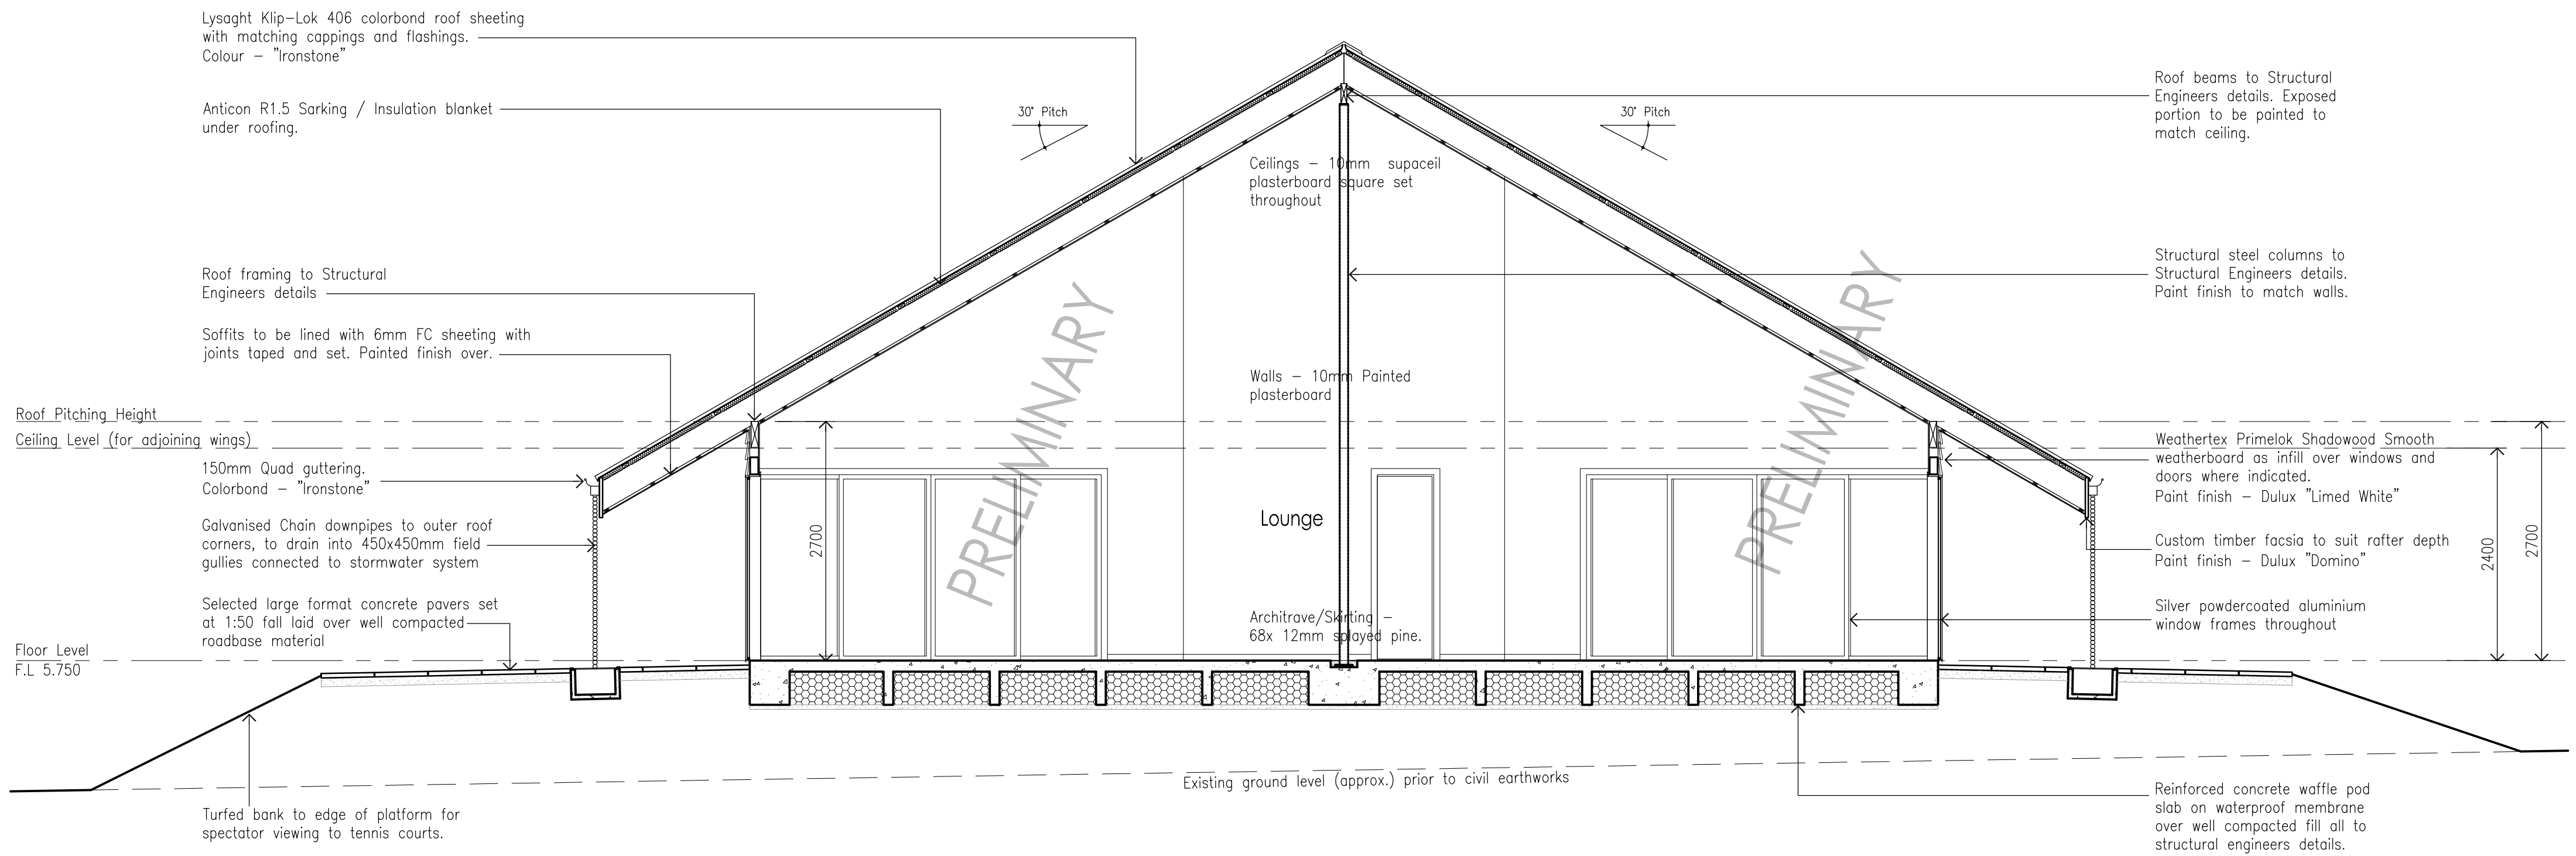 Lysaght Klip-Lok 406 colorbond roof sheeting
with matching cappings and flashings.
Colour - "Ironstone"
Anticon R1.5 Sarking / Insulation blanket
under roofing.
Roof framing to Structural
Engineers details
Soffits to be lined with 6mm FC sheeting with
joints taped and set. Painted finish over.
Roof Pitching Height
Ceiling Level (for adjoining wings)
150mm Quad guttering.
Colorbond - "Ironstone"
Galvanised Chain downpipes to outer roof
corners, to drain into 450x450mm field
gullies connected to stormwater system
Selected large format concrete pavers set
at 1:50 fall laid over well compacted
roadbase material
Floor Level
F.L 5.750
Turfed bank to edge of platform for
spectator viewing to tennis courts.
30° Pitch
30° Pitch
Ceilings - 10mm supaceil
plasterboard square set
throughout
PRELIMINARY
PRELIMINARY
Walls - 10mm Painted
plasterboard
Lounge
2700
Architrave/Skirting -
68x 12mm splayed pine.
Existing ground level (approx.) prior to civil earthworks
Roof beams to Structural
Engineers details. Exposed
portion to be painted to
match ceiling.
Structural steel columns to
Structural Engineers details.
Paint finish to match walls.
Weathertex Primelok Shadowood Smooth
weatherboard as infill over windows and
doors where indicated.
Paint finish - Dulux "Limed White"
Custom timber facsia to suit rafter depth
Paint finish - Dulux "Domino"
2400
2700
Silver powdercoated aluminium
window frames throughout
Reinforced concrete waffle pod
slab on waterproof membrane
over well compacted fill all to
structural engineers details.